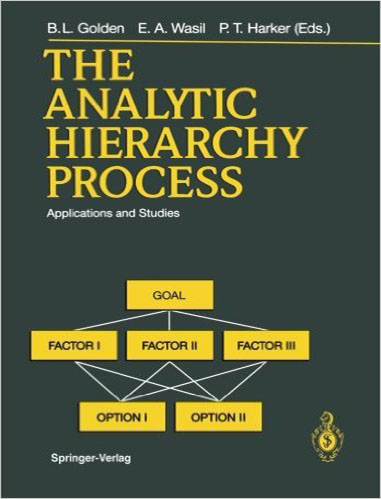 B.L. Golden E.A. Wasil P.T. Harker (Eds.)
THE
ANALYTIC
HIERARCHY
PROCESS
Applications and Studies
GOAL
FACTOR I FACTOR II FACTOR III
OPTION I OPTION II
Springer-Verlag